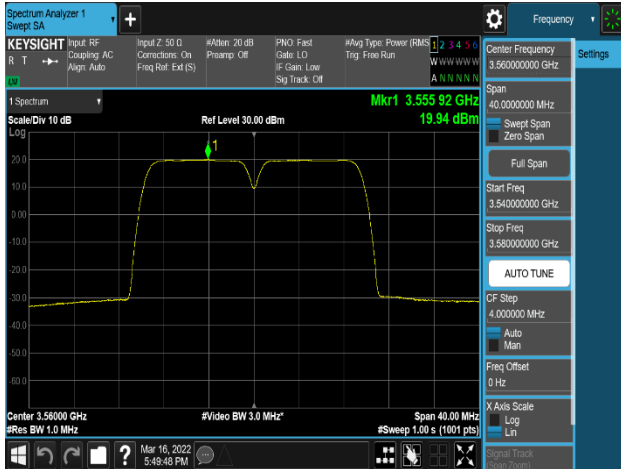 Spectrum Analyzer 1
Swept SA
+
Frequency
KEYSIGHT
R T
LV
Input: RF
Coupling: AC
Align: Auto
Input Z: 50 Ω
Corrections: On
Freq Ref: Ext (S)
#Atten: 20 dB
Preamp: Off
PNO: Fast
Gate: LO
IF Gain: Low
Sig Track: Off
#Avg Type: Power (RMS
Trig: Free Run
1 2 3 4 5 6
W W W W W W
A N N N N N
Settings
1 Spectrum
Scale/Div 10 dB
Log
Ref Level 30.00 dBm
Mkr1 3.555 92 GHz
19.94 dBm
1
20.0
10.0
0.00
-10.0
-20.0
-30.0
-40.0
-50.0
-60.0
Center 3.56000 GHz
#Res BW 1.0 MHz
#Video BW 3.0 MHz*
Span 40.00 MHz
#Sweep 1.00 s (1001 pts)
Center Frequency
3.560000000 GHz
Span
40.0000000 MHz
Swept Span
Zero Span
Full Span
Start Freq
3.540000000 GHz
Stop Freq
3.580000000 GHz
AUTO TUNE
CF Step
4.000000 MHz
Auto
Man
Freq Offset
0 Hz
X Axis Scale
Log
Lin
Signal Track
(Span Zoom)
?
Mar 16, 2022
5:49:48 PM